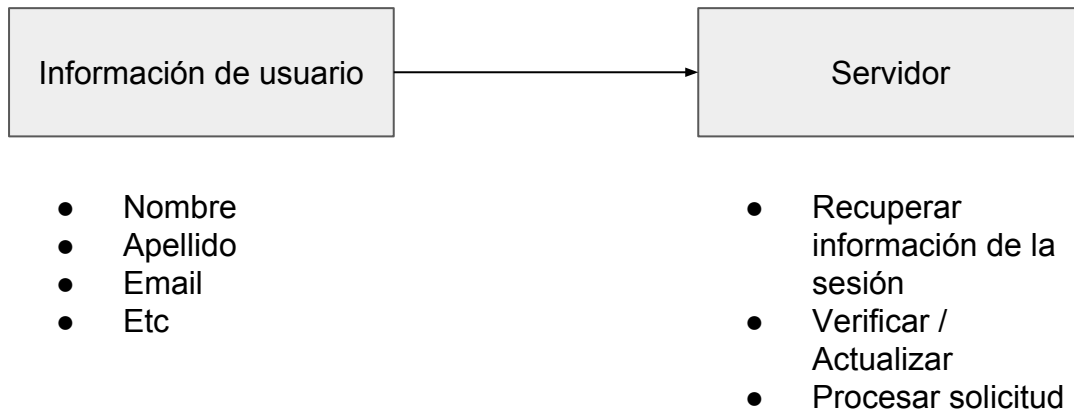 Información de usuario
Servidor
● Nombre
● Apellido
● Email
● Etc
● Recuperar
información de la
sesión
● Verificar /
Actualizar
● Procesar solicitud